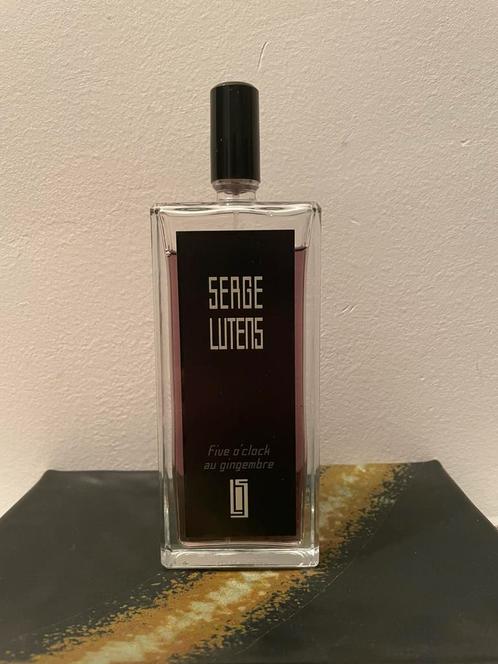 SERGE
LUTENS
Five o'clock
au gingembre